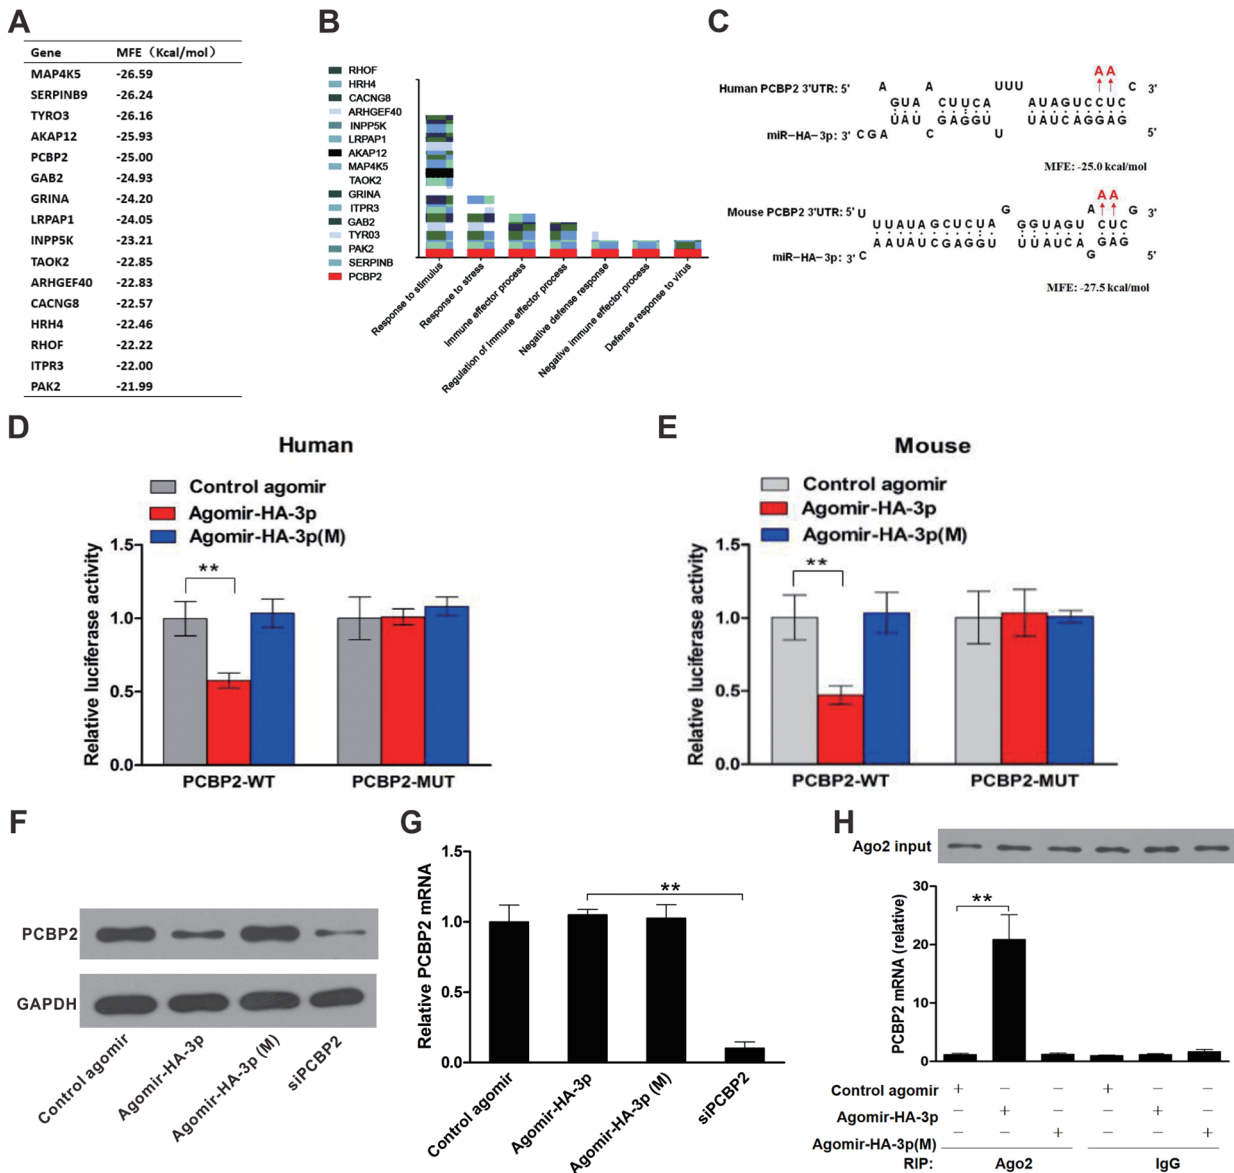 A
Gene MFE（Kcal/mol）
MAP4K5 -26.59
SERPINB9 -26.24
TYRO3 -26.16
AKAP12 -25.93
PCBP2 -25.00
GAB2 -24.93
GRINA -24.20
LRPAP1 -24.05
INPP5K -23.21
TAOK2 -22.85
ARHGEF40 -22.83
CACNG8 -22.57
HRH4 -22.46
RHOF -22.22
ITPR3 -22.00
PAK2 -21.99
B
RHOF
HRH4
CACNG8
ARHGEF40
INPP5K
LRPAP1
AKAP12
MAP4K5
TAOK2
GRINA
ITPR3
GAB2
TYR03
PAK2
SERPINB
PCBP2
Response to stimulus
Response to stress
Immune effector process
Regulation of Immune effector process
Negative defense response
Negative immune effector process
Defense response to virus
C
A A
Human PCBP2 3'UTR: 5' A A UUU C 3'
GUA CUUCA AUAGUCCUC
UAU GAGGU UAUCAGGAG
miR-HA-3p: 3' CGA C U 5'
MFE: -25.0 kcal/mol
A A
Mouse PCBP2 3'UTR: 5' U G A G 3'
UUAUAGCUCUA GGUAGU CUC
AAUAUCGAGGU UUAUCA GAG
miR-HA-3p: 3' C G 5'
MFE: -27.5 kcal/mol
D
Human
Control agomir
Agomir-HA-3p
Agomir-HA-3p(M)
Relative luciferase activity
1.5
1.0
0.5
0.0
**
PCBP2-WT PCBP2-MUT
E
Mouse
Control agomir
Agomir-HA-3p
Agomir-HA-3p(M)
Relative luciferase activity
1.5
1.0
0.5
0.0
**
PCBP2-WT PCBP2-MUT
F
PCBP2
GAPDH
Control agomir
Agomir-HA-3p
Agomir-HA-3p (M)
siPCBP2
G
Relative PCBP2 mRNA
1.5
1.0
0.5
0.0
**
Control agomir
Agomir-HA-3p
Agomir-HA-3p (M)
siPCBP2
H
Ago2 input
PCBP2 mRNA (relative)
30
20
10
0
**
Control agomir + − − + − −
Agomir-HA-3p − + − − + −
Agomir-HA-3p(M) − − + − − +
RIP: Ago2 IgG